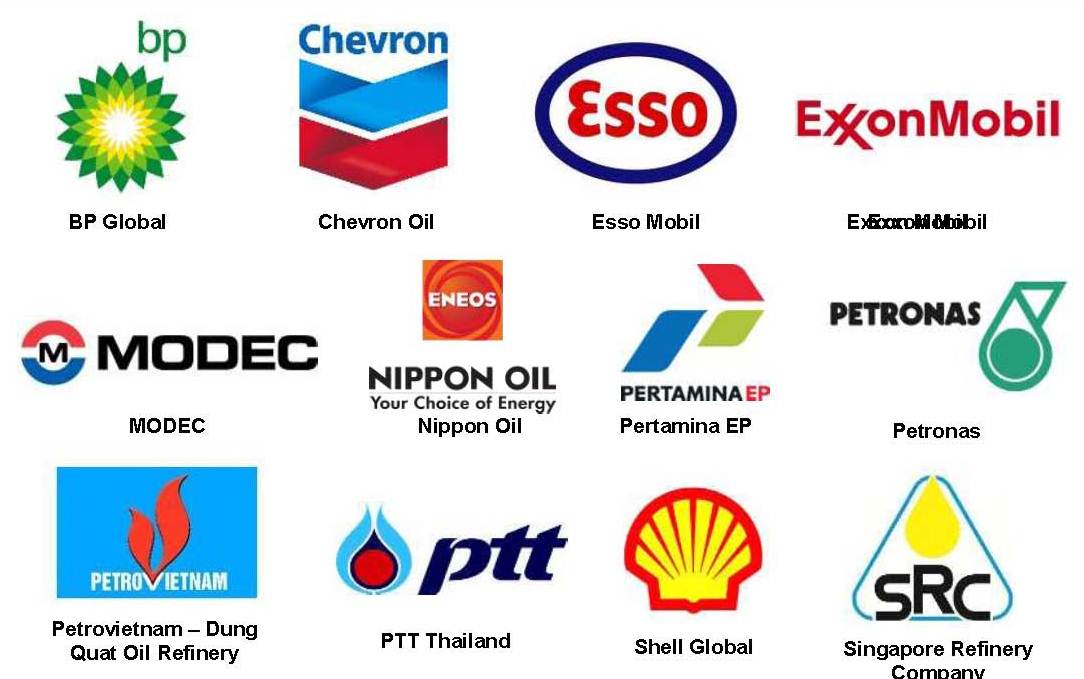 bp
Chevron
Esso
ExxonMobil
BP Global
Chevron Oil
Esso Mobil
Exxon Mobil
ENEOS
PETRONAS
M MODEC
NIPPON OIL
Your Choice of Energy
PERTAMINA EP
MODEC
Nippon Oil
Pertamina EP
Petronas
PETROVIETNAM
ptt
SRC
Petrovietnam – Dung
Quat Oil Refinery
PTT Thailand
Shell Global
Singapore Refinery
Company